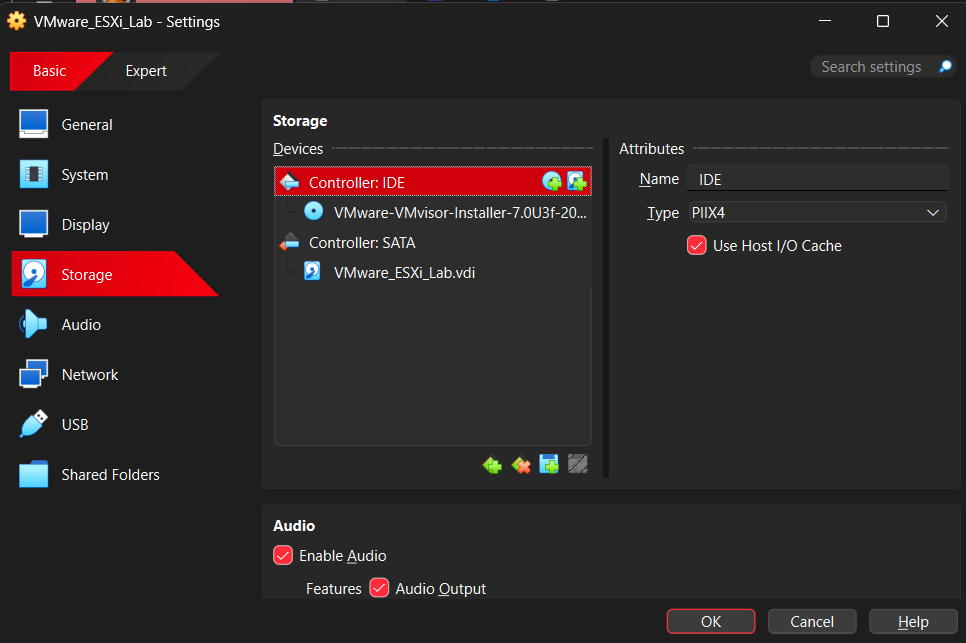 VMware_ESXi_Lab - Settings
Basic
Expert
Search settings
General
System
Display
Storage
Audio
Network
USB
Shared Folders
Storage
Devices
Controller: IDE
VMware-VMvisor-Installer-7.0U3f-20...
Controller: SATA
VMware_ESXi_Lab.vdi
Attributes
Name IDE
Type PIIX4
Use Host I/O Cache
Audio
Enable Audio
Features Audio Output
OK Cancel Help